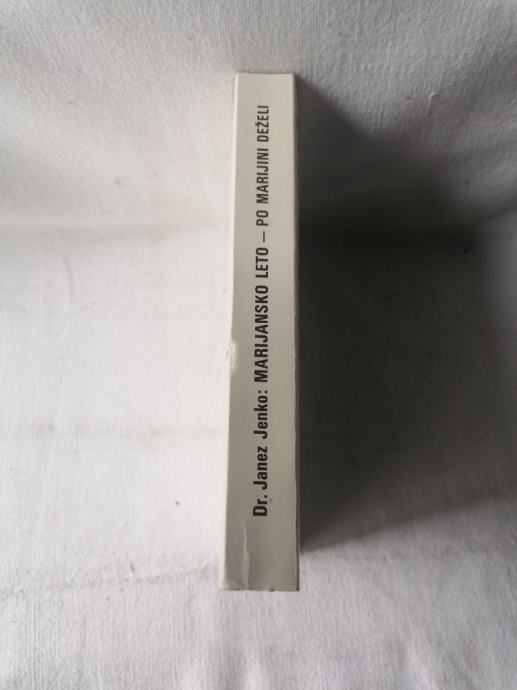 Dr. Janez Jenko: MARIJANSKO LETO – PO MARIJINI DEŽELI